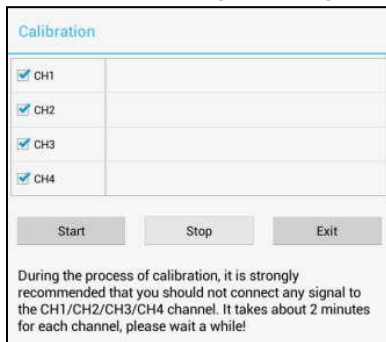 Calibration
CH1
CH2
CH3
CH4
Start Stop Exit
During the process of calibration, it is strongly
recommended that you should not connect any signal to
the CH1/CH2/CH3/CH4 channel. It takes about 2 minutes
for each channel, please wait a while!